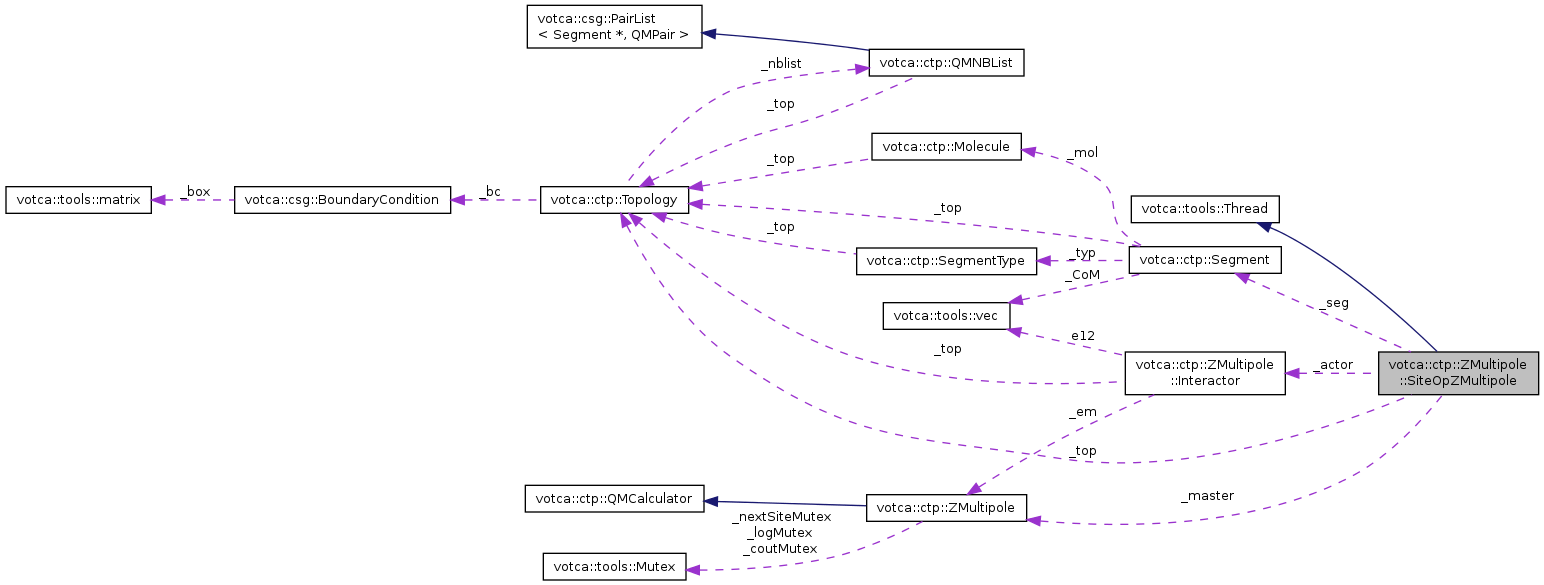 votca::csg::PairList
< Segment *, QMPair >
votca::ctp::QMNBList
_nblist
_top
votca::ctp::Molecule
_mol
_top
votca::tools::matrix
_box
votca::csg::BoundaryCondition
_bc
votca::ctp::Topology
_top
votca::tools::Thread
_top
votca::ctp::SegmentType
_typ
votca::ctp::Segment
_CoM
votca::tools::vec
_seg
e12
_top
votca::ctp::ZMultipole
::Interactor
_actor
votca::ctp::ZMultipole
::SiteOpZMultipole
_em
_top
votca::ctp::QMCalculator
votca::ctp::ZMultipole
_master
_nextSiteMutex
_logMutex
_coutMutex
votca::tools::Mutex